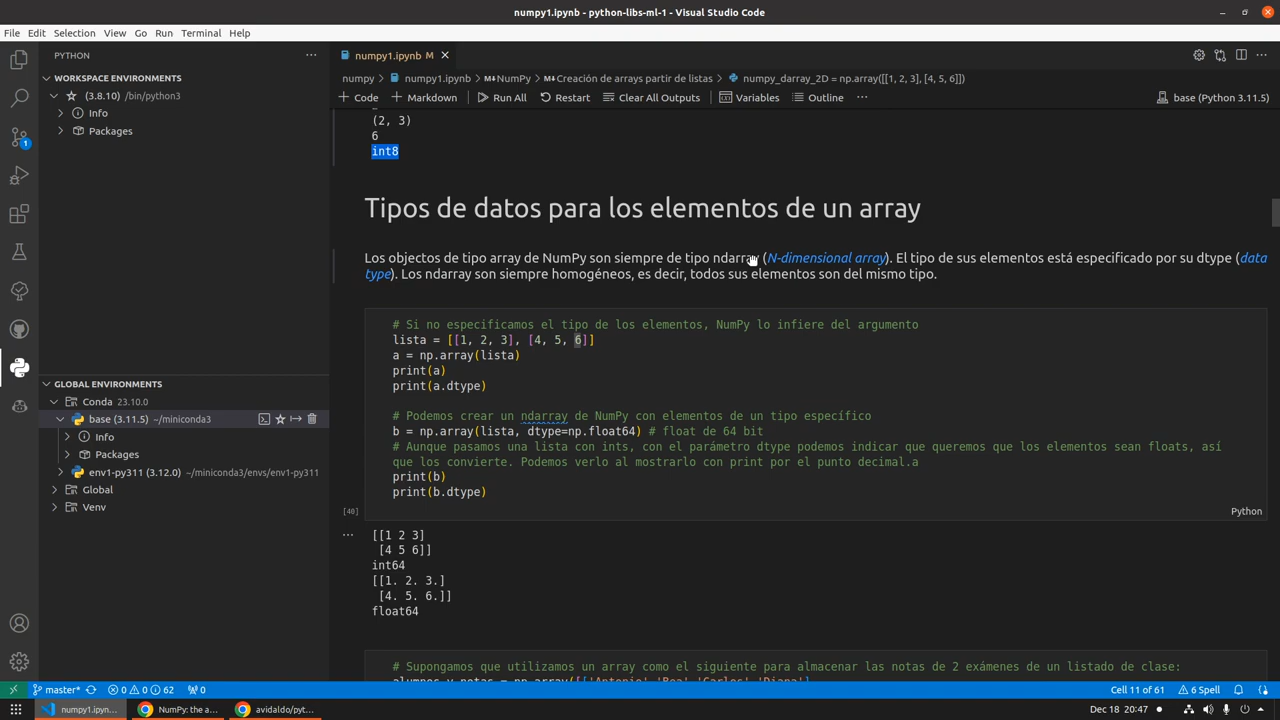 numpy1.ipynb - python-libs-ml-1 - Visual Studio Code
File Edit Selection View Go Run Terminal Help
PYTHON
numpy1.ipynb M
WORKSPACE ENVIRONMENTS
numpy > numpy1.ipynb > NumPy > Creación de arrays partir de listas > numpy_darray_2D = np.array([[1, 2, 3], [4, 5, 6]])
(3.8.10) /bin/python3
Code Markdown Run All Restart Clear All Outputs Variables Outline base (Python 3.11.5)
Info
Packages
(2, 3)
6
int8
Tipos de datos para los elementos de un array
Los objectos de tipo array de NumPy son siempre de tipo ndarray (N-dimensional array). El tipo de sus elementos está especificado por su dtype (data
type). Los ndarray son siempre homogéneos, es decir, todos sus elementos son del mismo tipo.
# Si no especificamos el tipo de los elementos, NumPy lo infiere del argumento
lista = [[1, 2, 3], [4, 5, 6]]
a = np.array(lista)
print(a)
print(a.dtype)
# Podemos crear un ndarray de NumPy con elementos de un tipo específico
b = np.array(lista, dtype=np.float64) # float de 64 bit
# Aunque pasamos una lista con ints, con el parámetro dtype podemos indicar que queremos que los elementos sean floats, así
que los convierte. Podemos verlo al mostrarlo con print por el punto decimal.a
print(b)
print(b.dtype)
[40]
Python
[[1 2 3]
[4 5 6]]
int64
[[1. 2. 3.]
[4. 5. 6.]]
float64
# Supongamos que utilizamos un array como el siguiente para almacenar las notas de 2 exámenes de un listado de clase:
alumnos_y_notas = np.array([['Antonio','Bea','Carlos','Diana']
GLOBAL ENVIRONMENTS
Conda 23.10.0
base (3.11.5) ~/miniconda3
Info
Packages
env1-py311 (3.12.0) ~/miniconda3/envs/env1-py311
Global
Venv
1
master* 0 0 62 0
Cell 11 of 61 6 Spell
numpy1.ipyn... NumPy: the a... avidaldo/pyt...
Dec 18 20:47